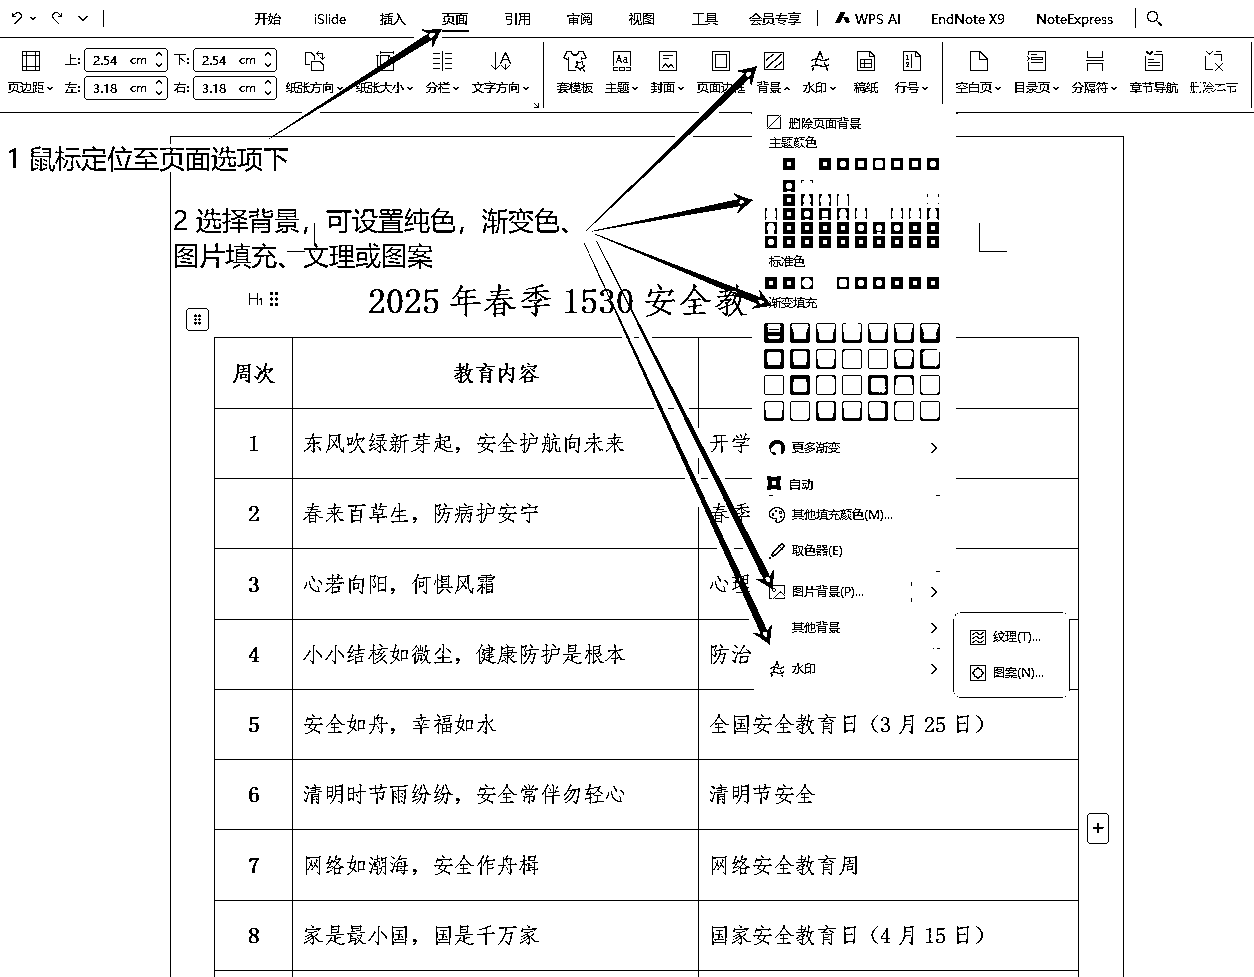 开始 iSlide 插入 页面 引用 审阅 视图 工具 会员专享 WPS AI EndNote X9 NoteExpress
上: 2.54 cm 下: 2.54 cm
页边距 左: 3.18 cm 右: 3.18 cm 纸张方向 纸张大小 分栏 文字方向 套模板 主题 封面 页面边框 背景 水印 稿纸 行号 空白页 目录页 分隔符 章节导航 删除本节
删除页面背景
主题颜色
1 鼠标定位至页面选项下
2 选择背景，可设置纯色，渐变色、
图片填充、文理或图案
标准色
渐变填充
H1
2025 年春季 1530 安全教
周次 教育内容
1 东风吹绿新芽起，安全护航向未来 开学
更多渐变
自动
2 春来百草生，防病护安宁 春季
其他填充颜色(M)...
取色器(E)
3 心若向阳，何惧风霜 心理
图片背景(P)...
其他背景
纹理(T)...
4 小小结核如微尘，健康防护是根本 防治
水印
图案(N)...
5 安全如舟，幸福如水 全国安全教育日（3 月 25 日）
6 清明时节雨纷纷，安全常伴勿轻心 清明节安全
7 网络如潮海，安全作舟楫 网络安全教育周
8 家是最小国，国是千万家 国家安全教育日（4 月 15 日）